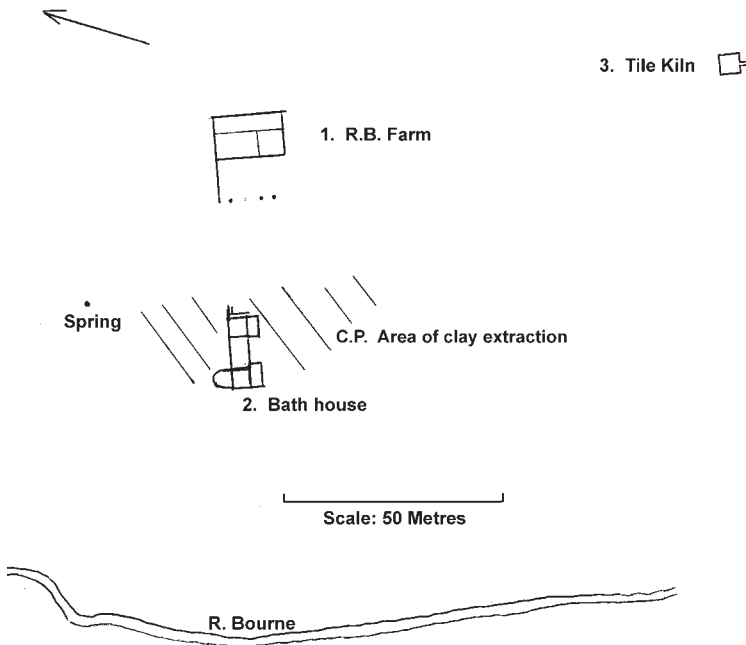 3. Tile Kiln
1. R.B. Farm
Spring
C.P. Area of clay extraction
2. Bath house
Scale: 50 Metres
R. Bourne